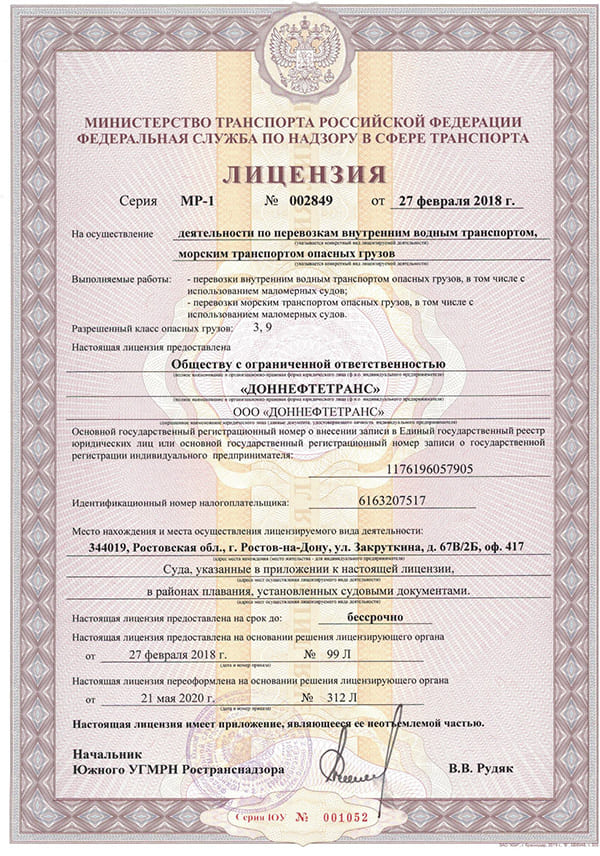 МИНИСТЕРСТВО ТРАНСПОРТА РОССИЙСКОЙ ФЕДЕРАЦИИ
ФЕДЕРАЛЬНАЯ СЛУЖБА ПО НАДЗОРУ В СФЕРЕ ТРАНСПОРТА
ЛИЦЕНЗИЯ
Серия МР-1 № 002849 от 27 февраля 2018 г.
На осуществление деятельности по перевозкам внутренним водным транспортом,
(указывается конкретный вид лицензируемой деятельности)
морским транспортом опасных грузов
(указывается конкретный вид лицензируемой деятельности)
Выполняемые работы: - перевозки внутренним водным транспортом опасных грузов, в том числе с
использованием маломерных судов;
- перевозки морским транспортом опасных грузов, в том числе с
использованием маломерных судов.
Разрешенный класс опасных грузов: 3, 9
Настоящая лицензия предоставлена
Обществу с ограниченной ответственностью
(полное наименование и организационно-правовая форма юридического лица (ф.и.о. индивидуального предпринимателя)
«ДОННЕФТЕТРАНС»
(полное наименование и организационно-правовая форма юридического лица (ф.и.о. индивидуального предпринимателя)
ООО «ДОННЕФТЕТРАНС»
(сокращенное наименование юридического лица (данные документа, удостоверяющего личность индивидуального предпринимателя)
Основной государственный регистрационный номер о внесении записи в Единый государственный реестр
юридических лиц или основной государственный регистрационный номер записи о государственной
регистрации индивидуального предпринимателя:
1176196057905
Идентификационный номер налогоплательщика: 6163207517
Место нахождения и места осуществления лицензируемого вида деятельности:
344019, Ростовская обл., г. Ростов-на-Дону, ул. Закруткина, д. 67В/2Б, оф. 417
(адрес места нахождения (место жительства - для индивидуального предпринимателя)
Суда, указанные в приложении к настоящей лицензии,
(адрес мест осуществления лицензируемого вида деятельности)
в районах плавания, установленных судовыми документами.
(адрес мест осуществления лицензируемого вида деятельности)
Настоящая лицензия предоставлена на срок до: бессрочно
Настоящая лицензия предоставлена на основании решения лицензирующего органа
от 27 февраля 2018 г. № 99 Л
(дата и номер приказа)
Настоящая лицензия переоформлена на основании решения лицензирующего органа
от 21 мая 2020 г. № 312 Л
(дата и номер приказа)
Настоящая лицензия имеет приложение, являющееся ее неотъемлемой частью.
Начальник
Южного УГМРН Ространснадзора В.В. Рудяк
Серия ЮУ № 001052